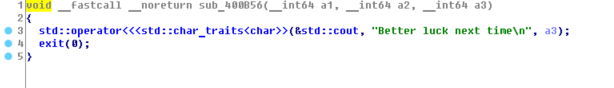 1 void __fastcall __noreturn sub_400B56(__int64 a1, __int64 a2, __int64 a3)
2 {
3 std::operator<<<std::char_traits<char>>(&std::cout, "Better luck next time\n", a3);
4 exit(0);
5 }